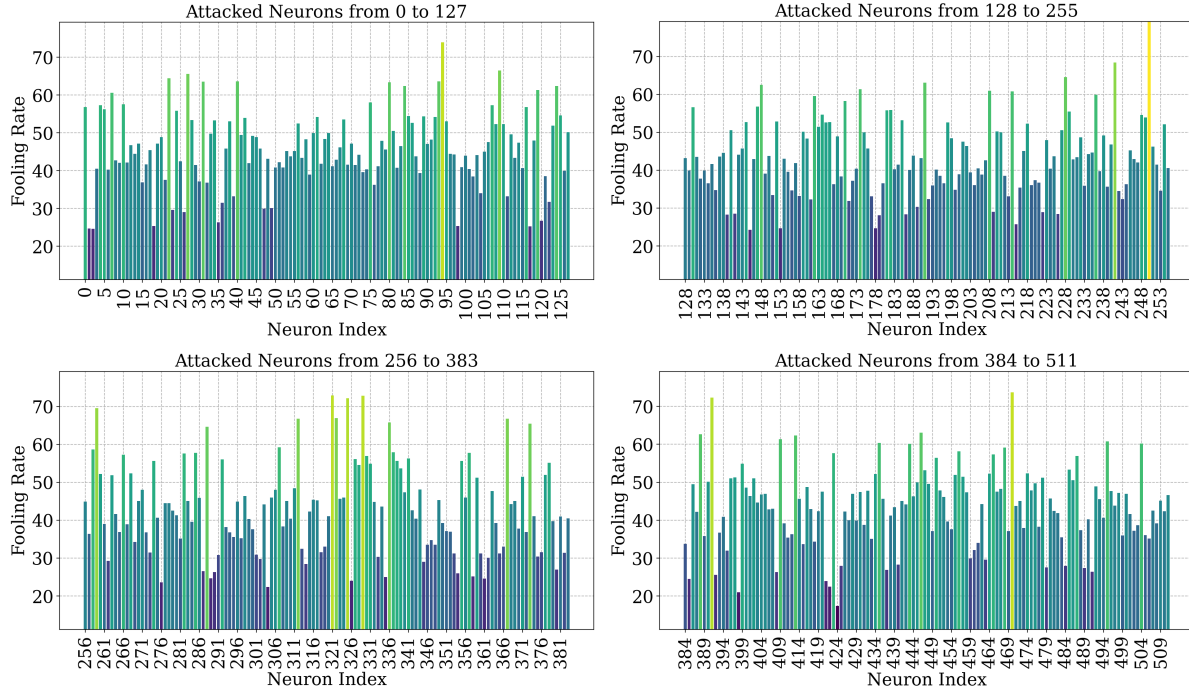 Attacked Neurons from 0 to 127
Fooling Rate
70
60
50
40
30
20
0 5 10 15 20 25 30 35 40 45 50 55 60 65 70 75 80 85 90 95 100 105 110 115 120 125
Neuron Index
Attacked Neurons from 128 to 255
Fooling Rate
70
60
50
40
30
20
128 133 138 143 148 153 158 163 168 173 178 183 188 193 198 203 208 213 218 223 228 233 238 243 248 253
Neuron Index
Attacked Neurons from 256 to 383
Fooling Rate
70
60
50
40
30
20
256 261 266 271 276 281 286 291 296 301 306 311 316 321 326 331 336 341 346 351 356 361 366 371 376 381
Neuron Index
Attacked Neurons from 384 to 511
Fooling Rate
70
60
50
40
30
20
384 389 394 399 404 409 414 419 424 429 434 439 444 449 454 459 464 469 474 479 484 489 494 499 504 509
Neuron Index